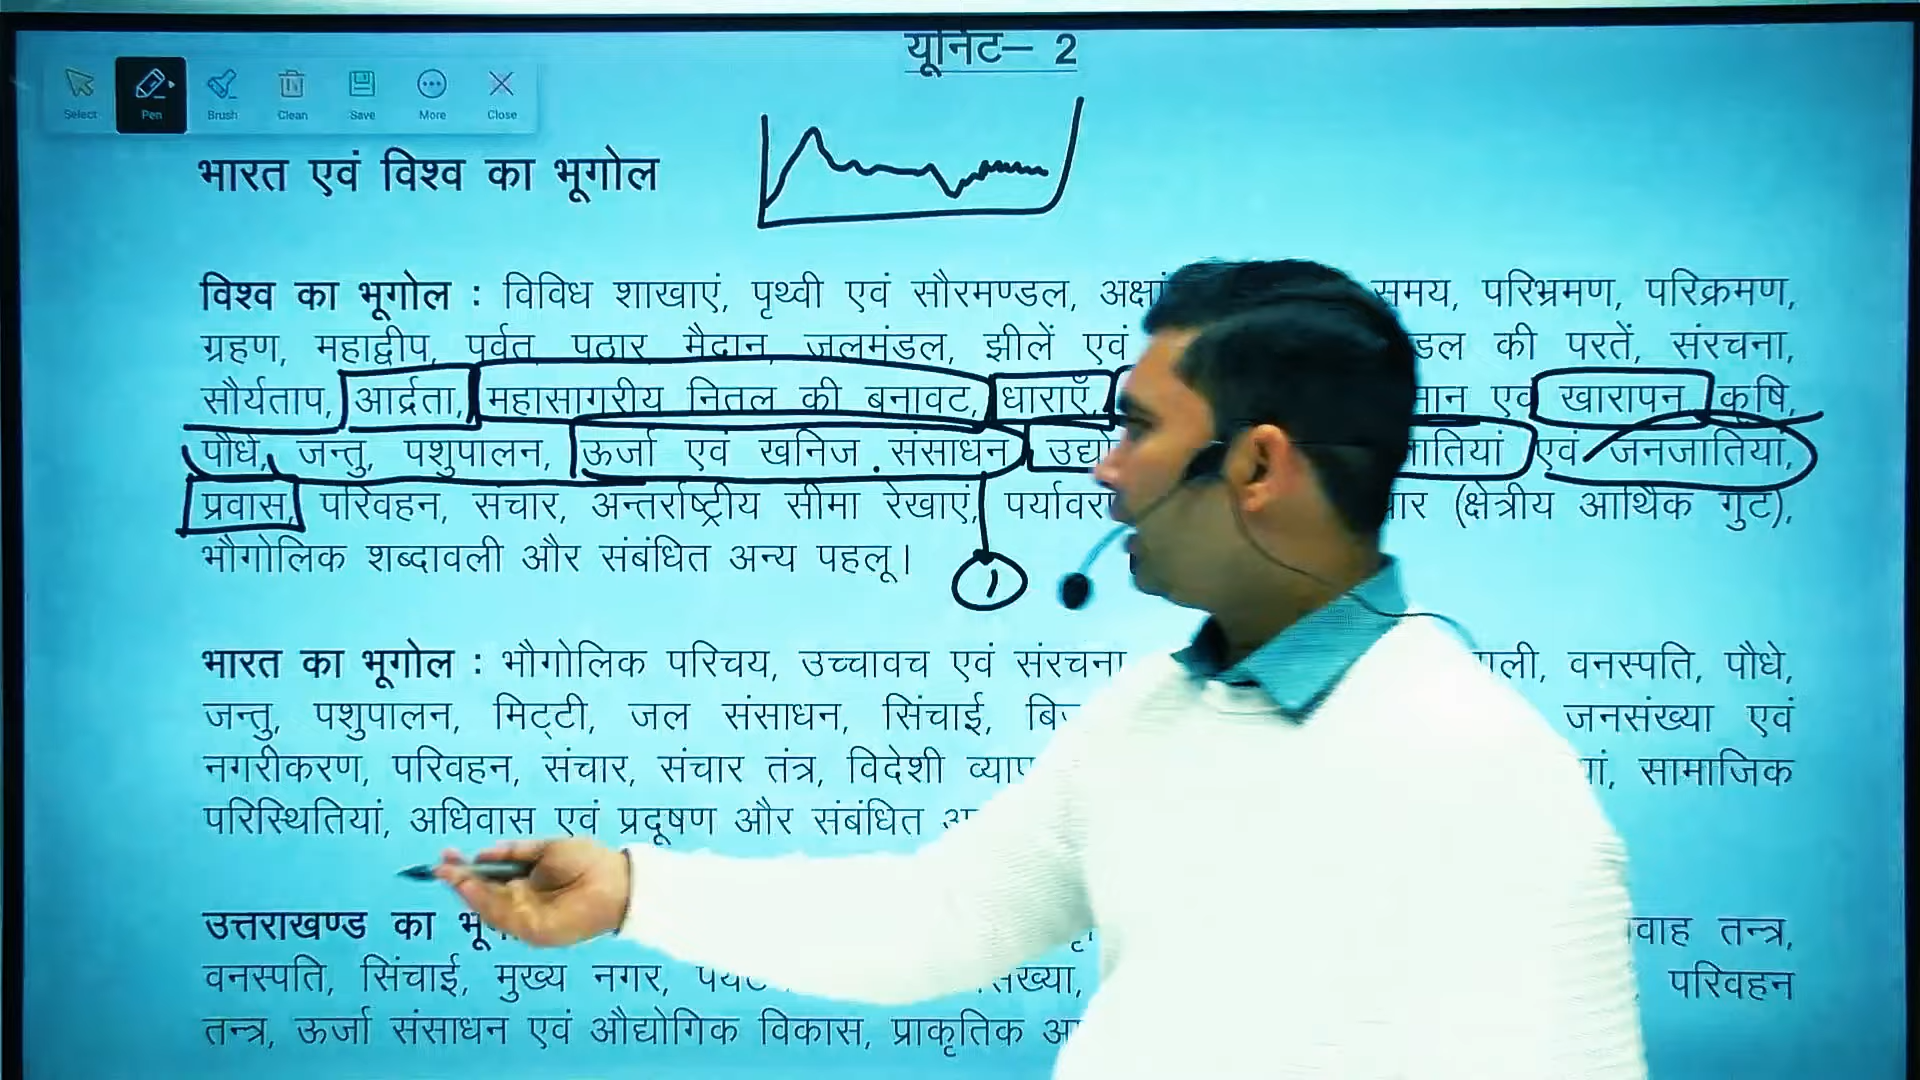 यूनिट– 2
Select Pen Brush Clean Save More Close
भारत एवं विश्व का भूगोल
विश्व का भूगोल : विविध शाखाएं, पृथ्वी एवं सौरमण्डल, समय, परिभ्रमण, परिक्रमण,
ग्रहण, महाद्वीप, पर्वत पठार मैदान जलमंडल, झीलें एवं की परतें, संरचना,
सौर्यताप, आर्द्रता, महासागरीय नितल की बनावट, धाराएँ, एवं खारापन कृषि,
पौधे, जन्तु, पशुपालन, ऊर्जा एवं खनिज संसाधन एवं जनजातियां,
प्रवास, परिवहन, संचार, अन्तर्राष्ट्रीय सीमा रेखाएं, (क्षेत्रीय आर्थिक गुट),
भौगोलिक शब्दावली और संबंधित अन्य पहलू।
1
भारत का भूगोल : भौगोलिक परिचय, उच्चावच एवं संरचना वनस्पति, पौधे,
जन्तु, पशुपालन, मिट्टी, जल संसाधन, सिंचाई, जनसंख्या एवं
नगरीकरण, परिवहन, संचार, संचार तंत्र, विदेशी सामाजिक
परिस्थितियां, अधिवास एवं प्रदूषण और संबंधित
उत्तराखण्ड का तन्त्र,
वनस्पति, सिंचाई, मुख्य नगर, परिवहन
तन्त्र, ऊर्जा संसाधन एवं औद्योगिक विकास, प्राकृतिक